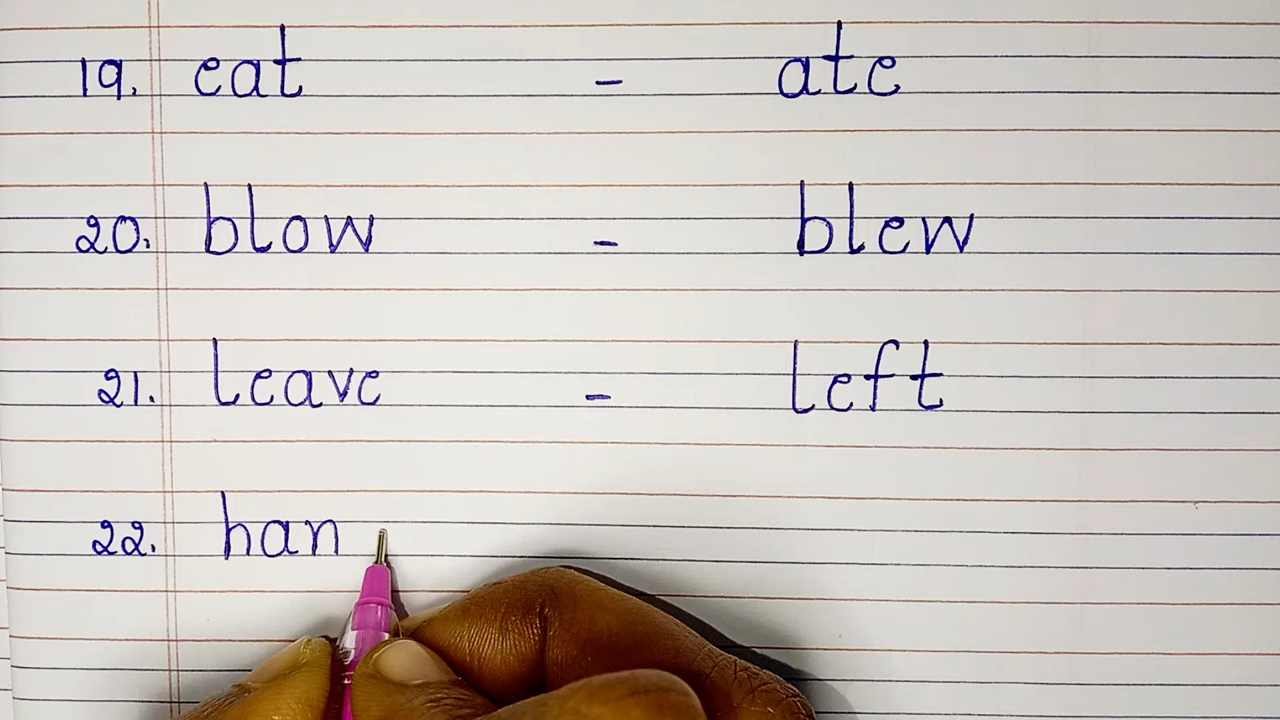 19. eat - ate
20. blow - blew
21. leave - left
22. han